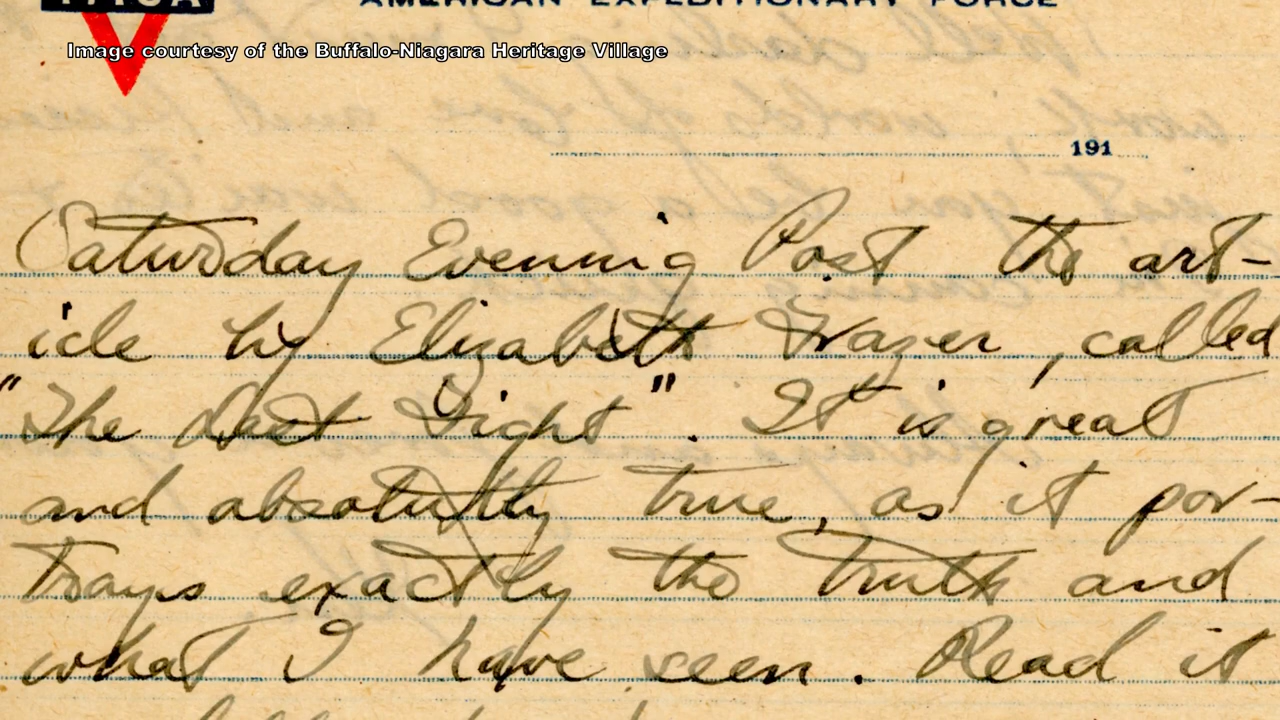 YMCA
AMERICAN EXPEDITIONARY FORCE
Image courtesy of the Buffalo-Niagara Heritage Village
191
Saturday Evening Post the art-
icle by Elizabeth Frazer, called
"The Last Fight". It is great
and absolutely true, as it por-
trays exactly the truth and
what I have seen. Read it